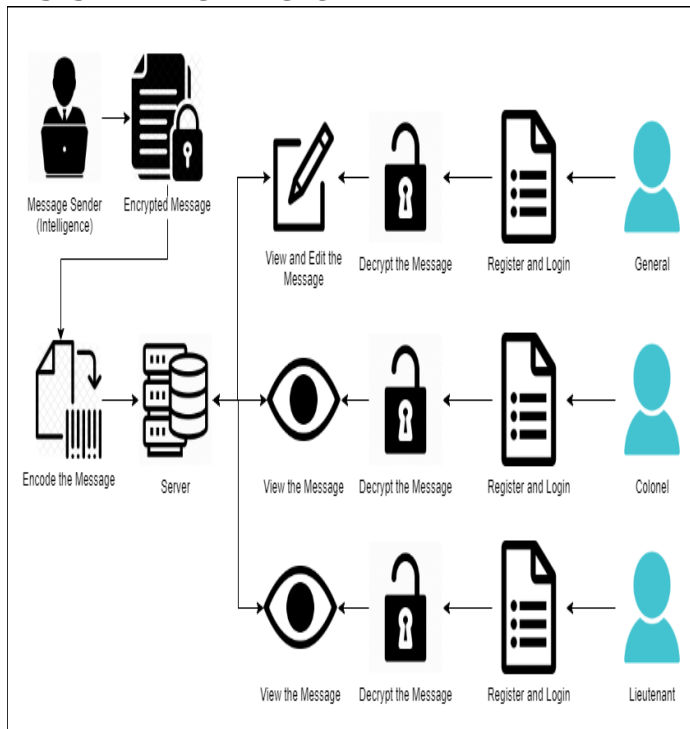 Message Sender
(Intelligence)
Encrypted Message
View and Edit the
Message
Decrypt the Message
Register and Login
General
Encode the Message
Server
View the Message
Decrypt the Message
Register and Login
Colonel
View the Message
Decrypt the Message
Register and Login
Lieutenant